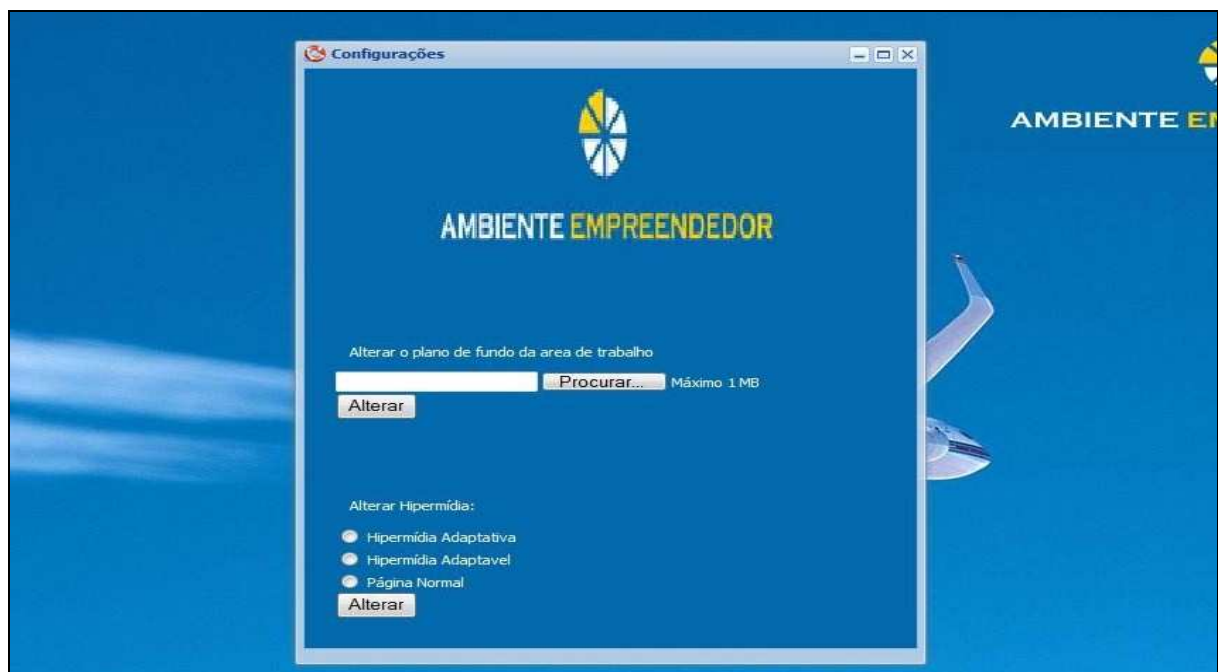 Configurações
AMBIENTE
AMBIENTE EMPREENDEDOR
Alterar o plano de fundo da area de trabalho
Procurar... Máximo 1 MB
Alterar
Alterar Hipermídia:
Hipermídia Adaptativa
Hipermídia Adaptavel
Página Normal
Alterar